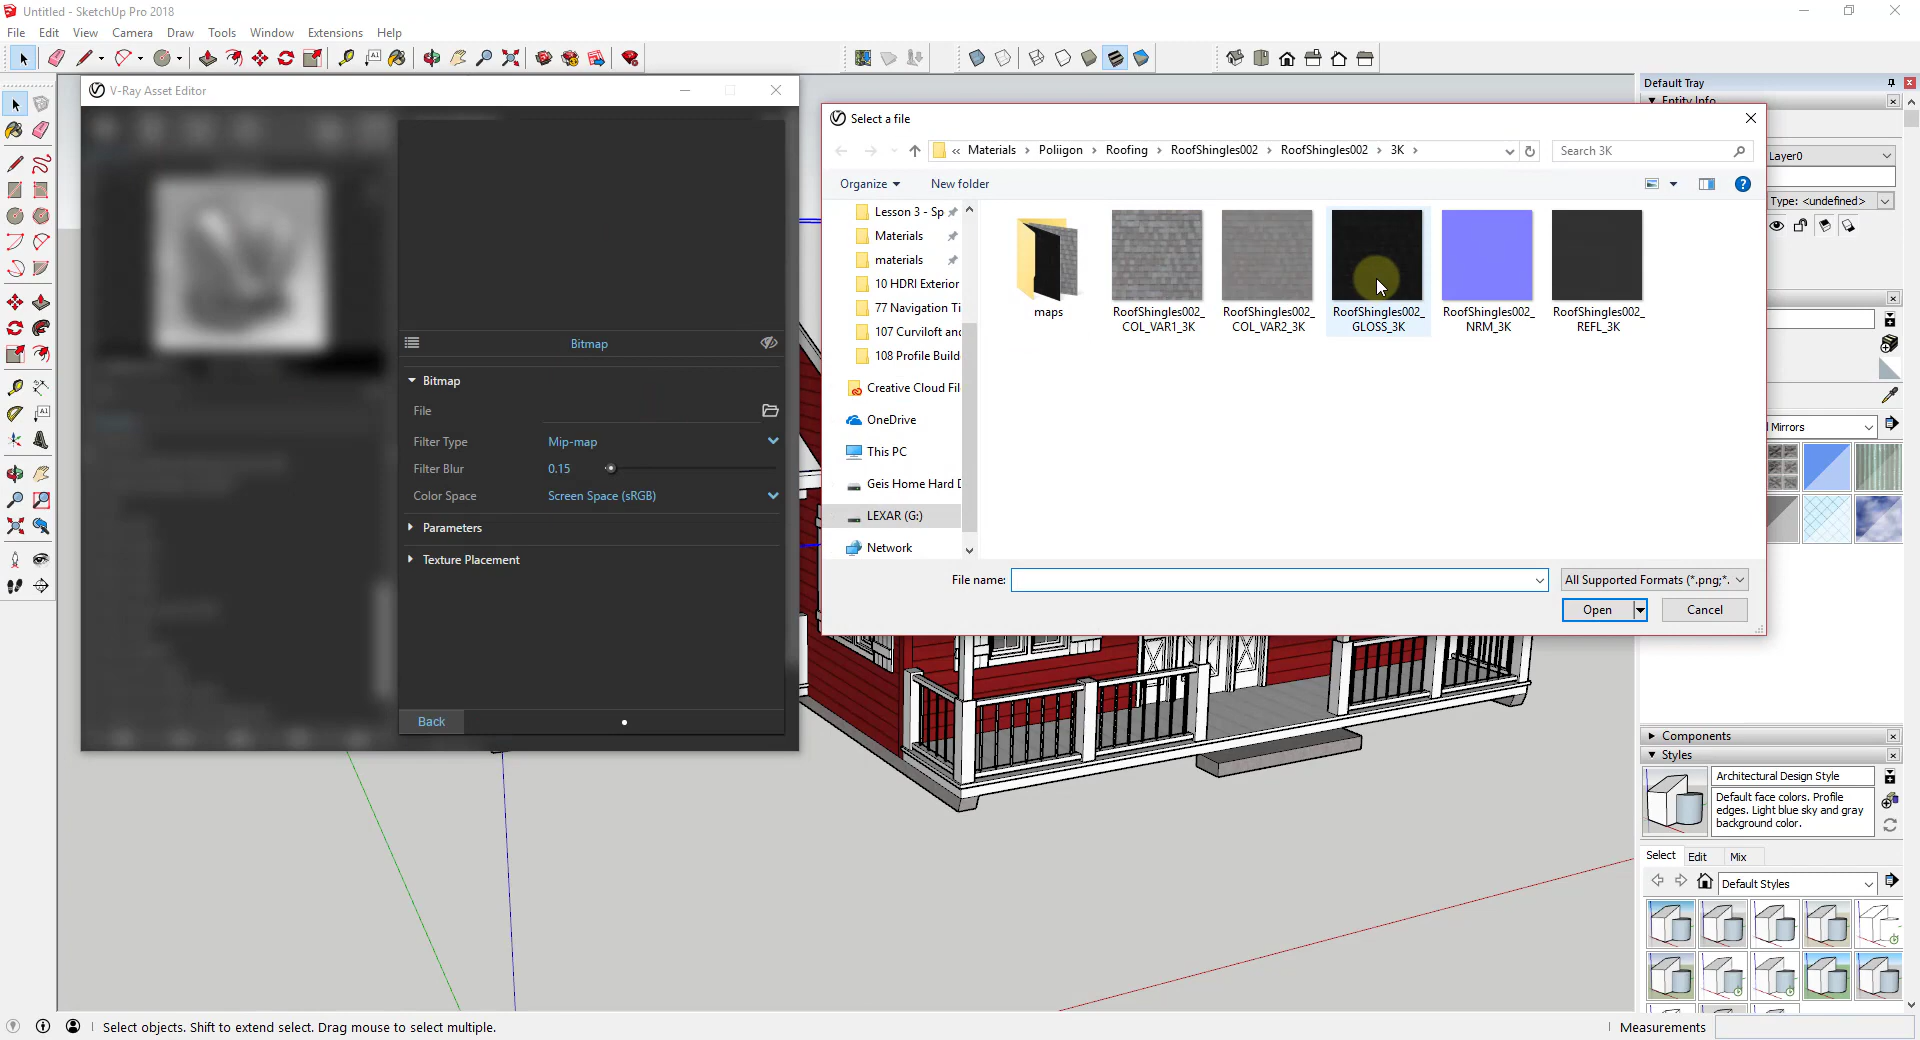 Untitled - SketchUp Pro 2018
File Edit View Camera Draw Tools Window Extensions Help
V-Ray Asset Editor
Bitmap
Bitmap
File
Filter Type Mip-map
Filter Blur 0.15
Color Space Screen Space (sRGB)
Parameters
Texture Placement
Back
Select a file
« Materials › Poliigon › Roofing › RoofShingles002 › RoofShingles002 › 3K ›
Search 3K
Organize New folder
Lesson 3 - Sp
Materials
materials
10 HDRI Exterior
77 Navigation Ti
107 Curviloft and
108 Profile Build
Creative Cloud Fil
OneDrive
This PC
Geis Home Hard D
LEXAR (G:)
Network
maps
RoofShingles002_
COL_VAR1_3K
RoofShingles002_
COL_VAR2_3K
RoofShingles002_
GLOSS_3K
RoofShingles002_
NRM_3K
RoofShingles002_
REFL_3K
File name:
All Supported Formats (*.png;*.
Open Cancel
Default Tray
Entity Info
Layer0
Type: <undefined>
Mirrors
Components
Styles
Architectural Design Style
Default face colors. Profile
edges. Light blue sky and gray
background color.
Select Edit Mix
Default Styles
Select objects. Shift to extend select. Drag mouse to select multiple.
Measurements